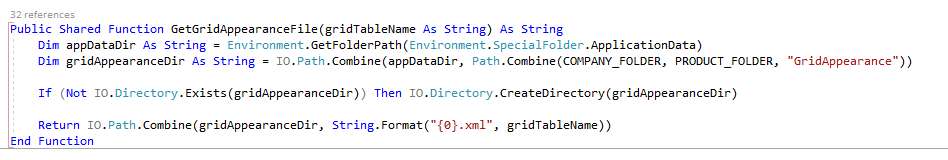 32 references
Public Shared Function GetGridAppearanceFile(gridTableName As String) As String
Dim appDataDir As String = Environment.GetFolderPath(Environment.SpecialFolder.ApplicationData)
Dim gridAppearanceDir As String = IO.Path.Combine(appDataDir, Path.Combine(COMPANY_FOLDER, PRODUCT_FOLDER, "GridAppearance"))
If (Not IO.Directory.Exists(gridAppearanceDir)) Then IO.Directory.CreateDirectory(gridAppearanceDir)
Return IO.Path.Combine(gridAppearanceDir, String.Format("{0}.xml", gridTableName))
End Function